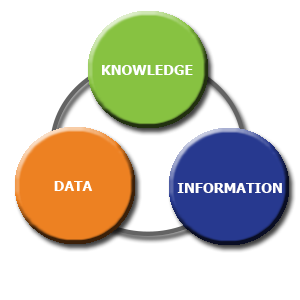 KNOWLEDGE
DATA
INFORMATION